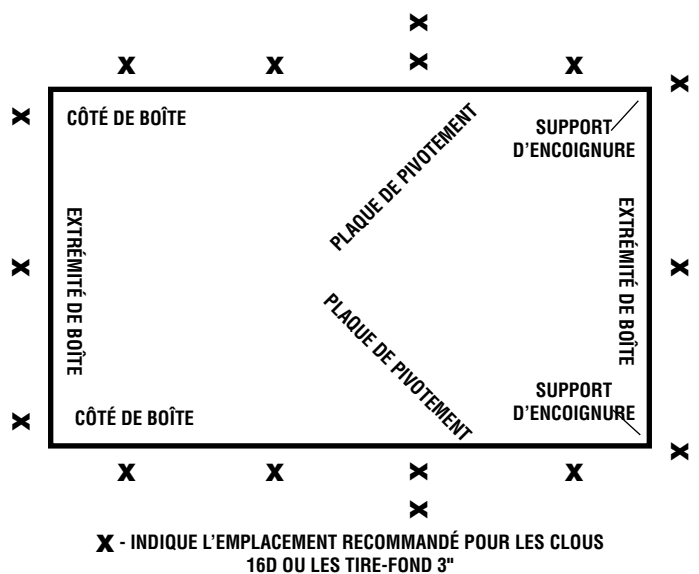 X
X X X X
X X
CÔTÉ DE BOÎTE
SUPPORT
D'ENCOIGNURE
PLAQUE DE PIVOTEMENT
EXTRÉMITÉ DE BOÎTE
EXTRÉMITÉ DE BOÎTE
X X
PLAQUE DE PIVOTEMENT
SUPPORT
D'ENCOIGNURE
CÔTÉ DE BOÎTE
X X
X X X X
X
X - INDIQUE L'EMPLACEMENT RECOMMANDÉ POUR LES CLOUS
16D OU LES TIRE-FOND 3"